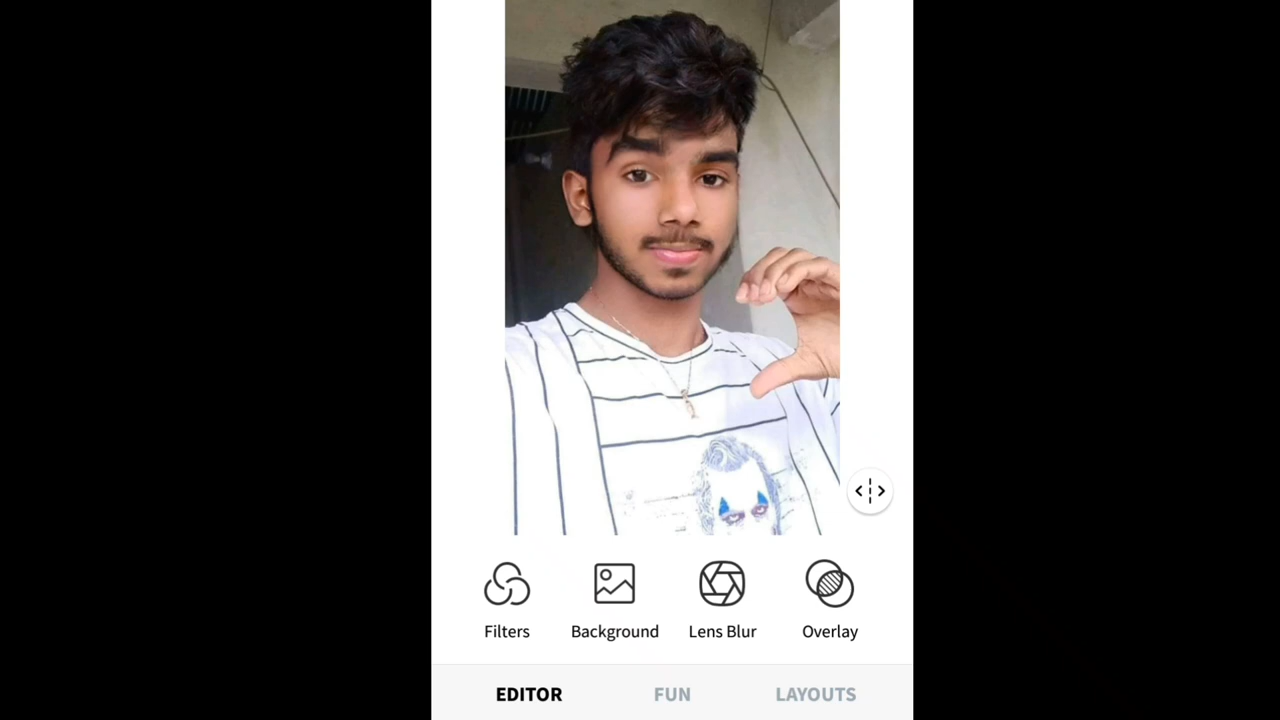 Filters
Background
Lens Blur
Overlay
EDITOR
FUN
LAYOUTS